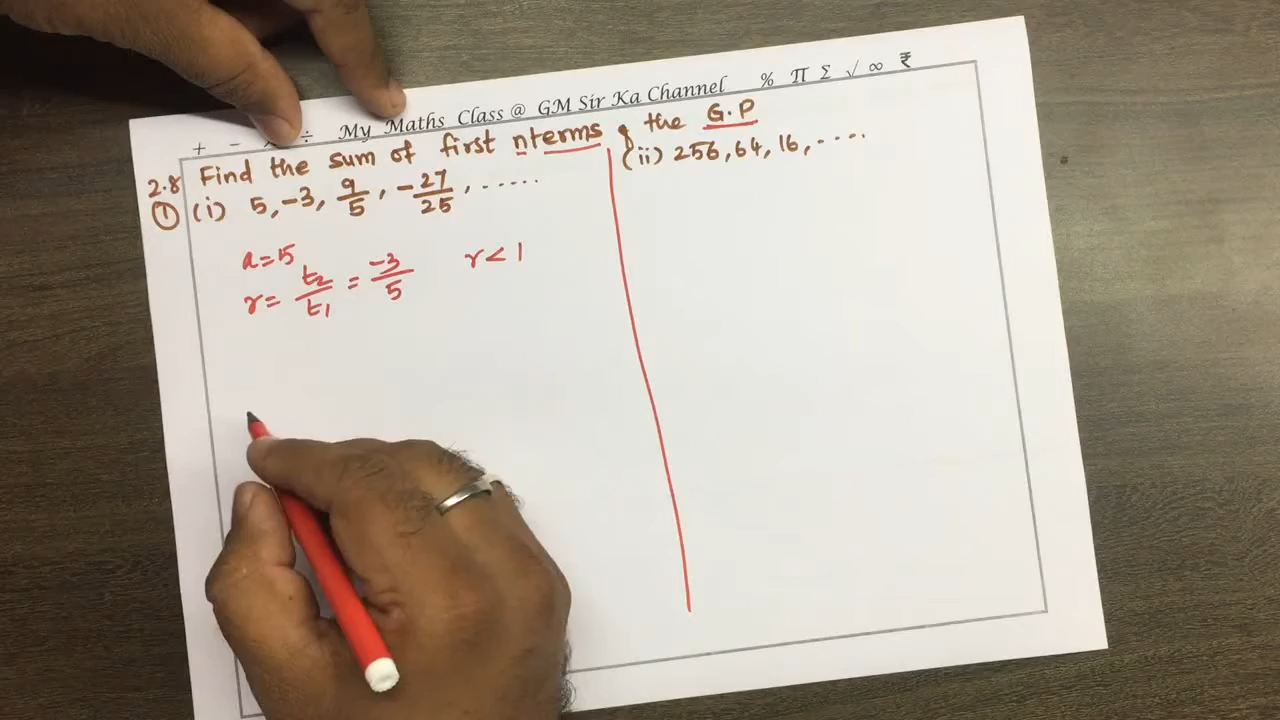 + - ÷ My Maths Class @ GM Sir Ka Channel % Π Σ √ ∞ ₹
2.8 Find the sum of first n terms of the G.P
① (i) 5, -3, 9/5, -27/25, ......
(ii) 256, 64, 16, ....
a = 5
r = t₂/t₁ = -3/5 r < 1